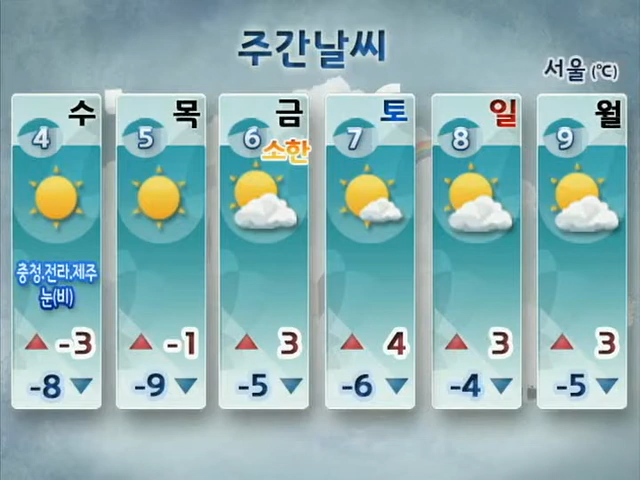 주간날씨
서울(℃)
수 목 금 토 일 월
4 5 6 7 8 9
소한
충청.전라.제주
눈(비)
-3 -1 3 4 3 3
-8 -9 -5 -6 -4 -5